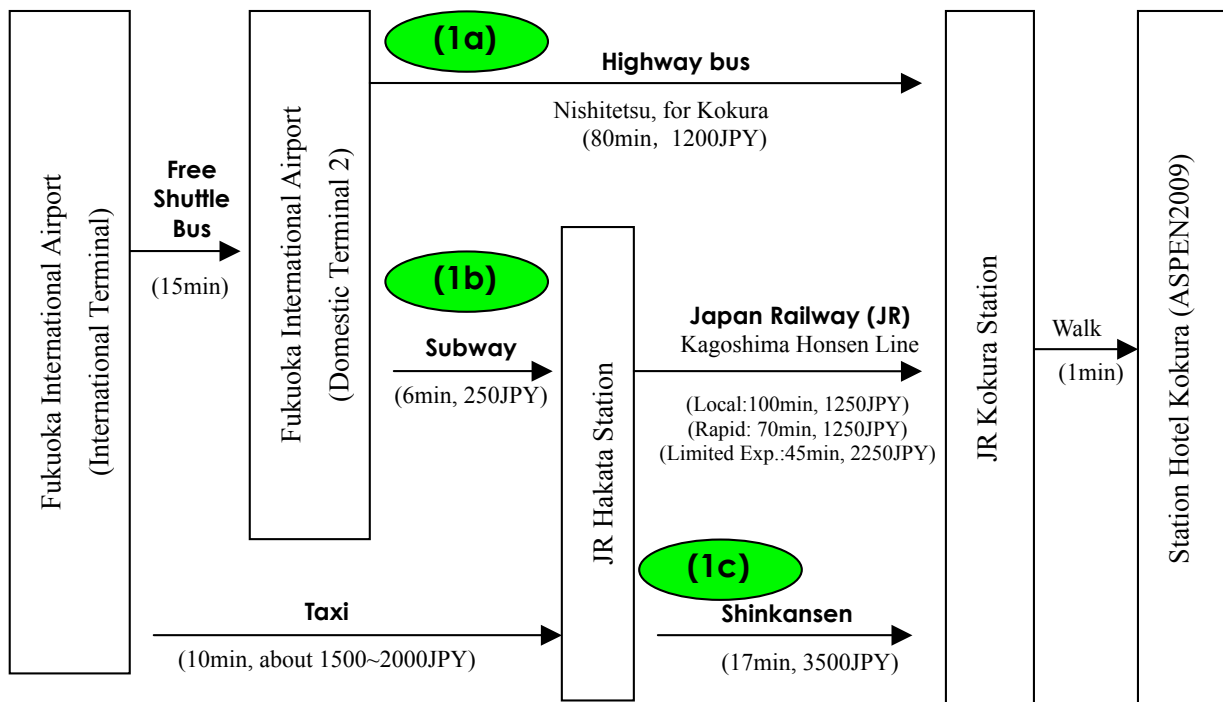 Fukuoka International Airport
(International Terminal)
Free
Shuttle
Bus
(15min)
Fukuoka International Airport
(Domestic Terminal 2)
(1a)
Highway bus
Nishitetsu, for Kokura
(80min, 1200JPY)
(1b)
Subway
(6min, 250JPY)
JR Hakata Station
Japan Railway (JR)
Kagoshima Honsen Line
(Local:100min, 1250JPY)
(Rapid: 70min, 1250JPY)
(Limited Exp.:45min, 2250JPY)
(1c)
Taxi
(10min, about 1500~2000JPY)
Shinkansen
(17min, 3500JPY)
JR Kokura Station
Walk
(1min)
Station Hotel Kokura (ASPEN2009)